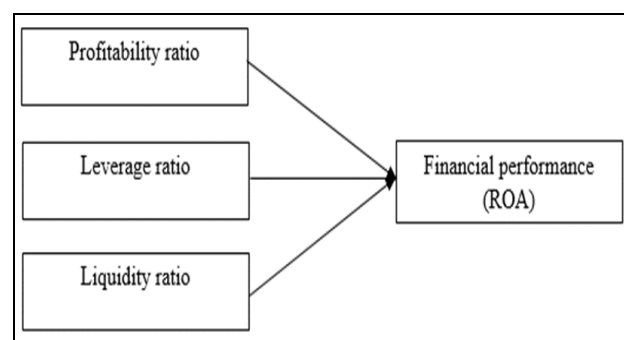 Profitability ratio
Leverage ratio
Financial performance
(ROA)
Liquidity ratio